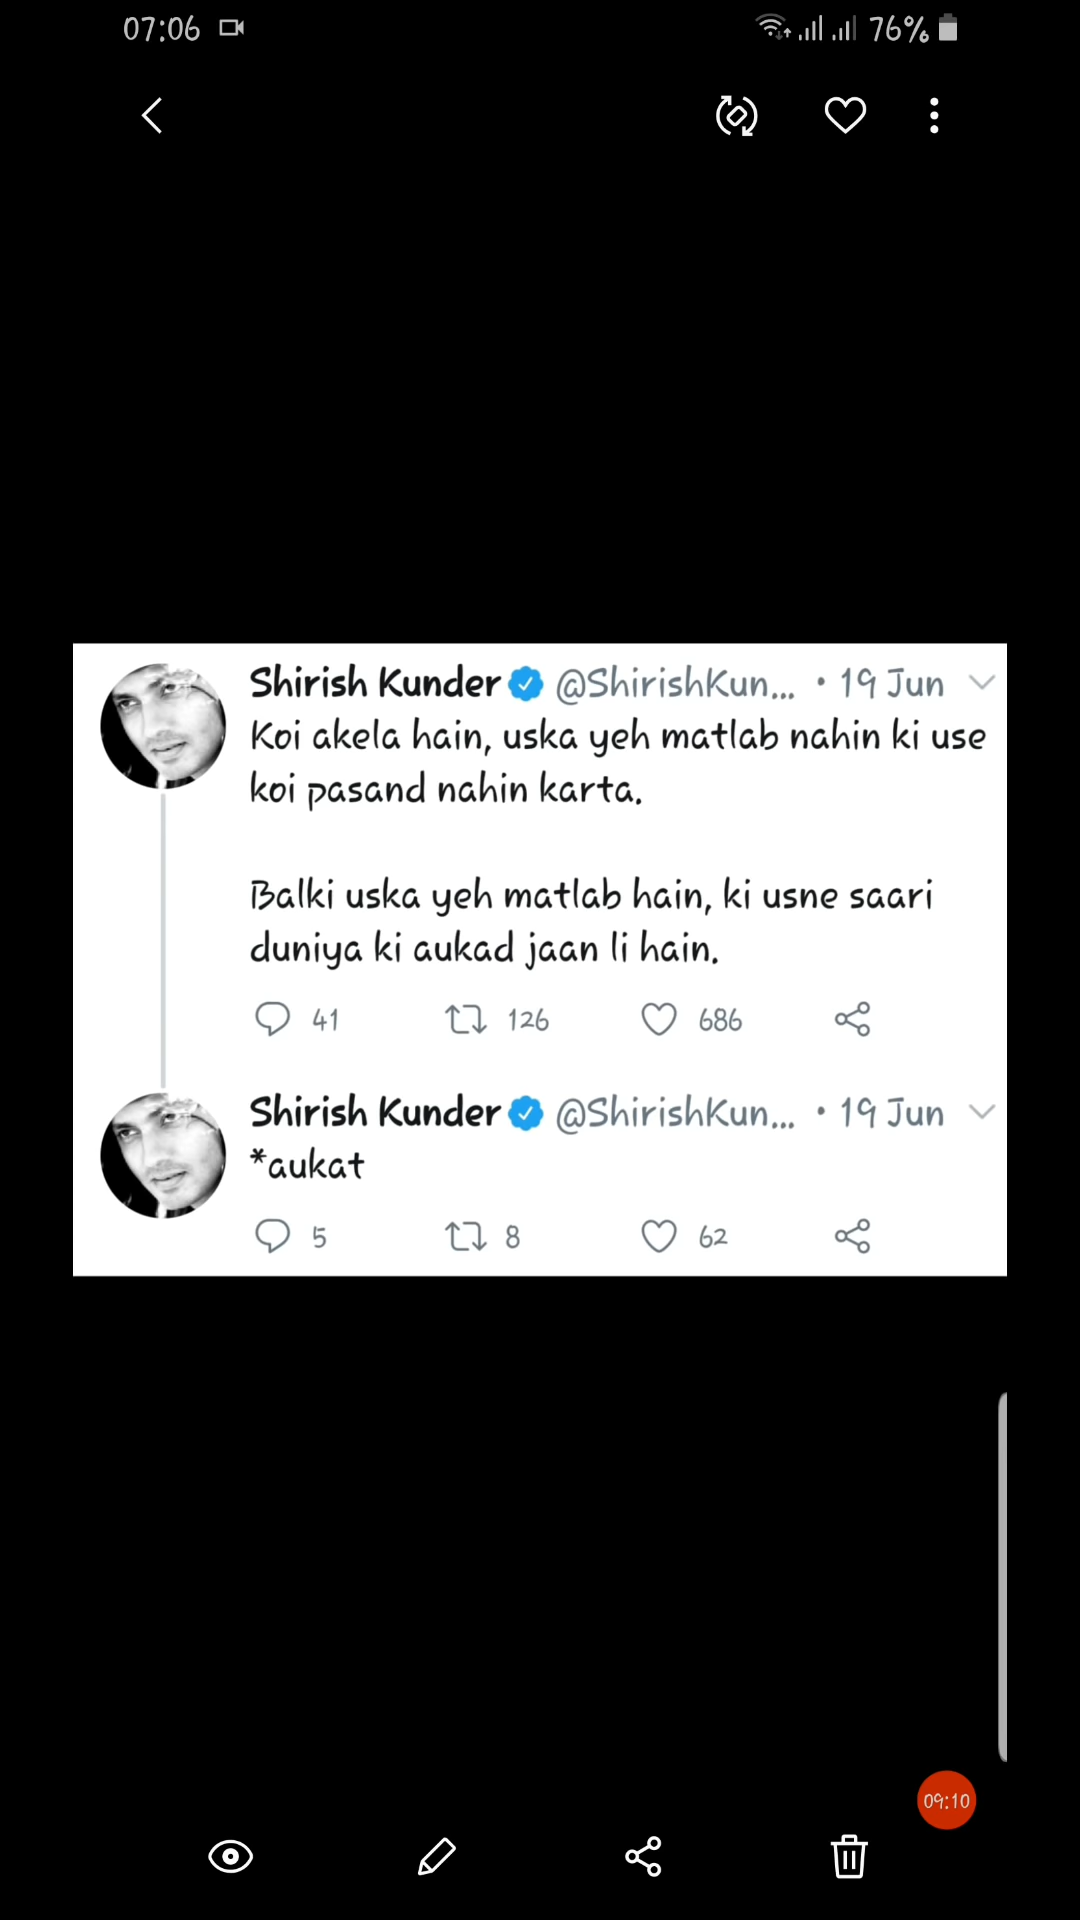 07:06 76%
Shirish Kunder @ShirishKun... • 19 Jun
Koi akela hain, uska yeh matlab nahin ki use
koi pasand nahin karta.
Balki uska yeh matlab hain, ki usne saari
duniya ki aukad jaan li hain.
41 126 686
Shirish Kunder @ShirishKun... • 19 Jun
*aukat
5 8 62
09:10